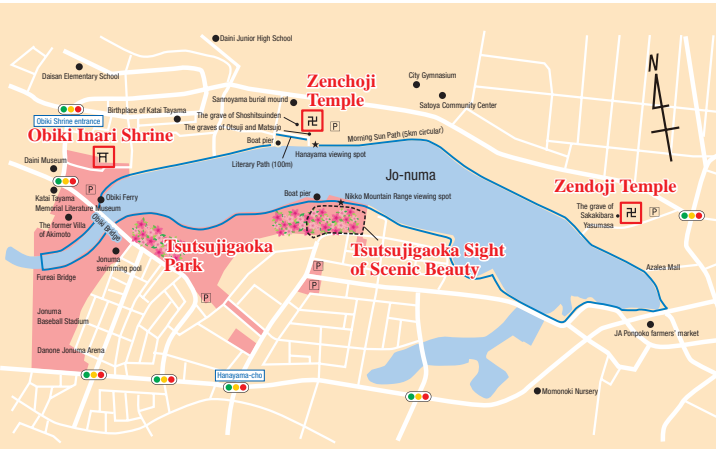 Daini Junior High School
Daisan Elementary School
Zenchoji
Temple
City Gymnasium
Satoya Community Center
N
Sannoyama burial mound
Birthplace of Katai Tayama
The grave of Shoshitsuinden
卍
P
The graves of Otsuji and Matsujo
Obiki Shrine entrance
Obiki Inari Shrine
Boat pier
Morning Sun Path (5km circular)
Hanayama viewing spot
Literary Path (100m)
Daini Museum
Jo-numa
P
Katai Tayama
Memorial Literature Museum
Obiki Ferry
Boat pier
Nikko Mountain Range viewing spot
Zendoji Temple
The grave of
Sakakibara
Yasumasa
卍
P
The former Villa
of Akimoto
Obiki Bridge
Tsutsujigaoka
Park
Tsutsujigaoka Sight
of Scenic Beauty
Jonuma
swimming pool
Fureai Bridge
P
P
P
Azalea Mall
Jonuma
Baseball Stadium
JA Ponpoko farmers' market
Danone Jonuma Arena
Hanayama-cho
Momonoki Nursery